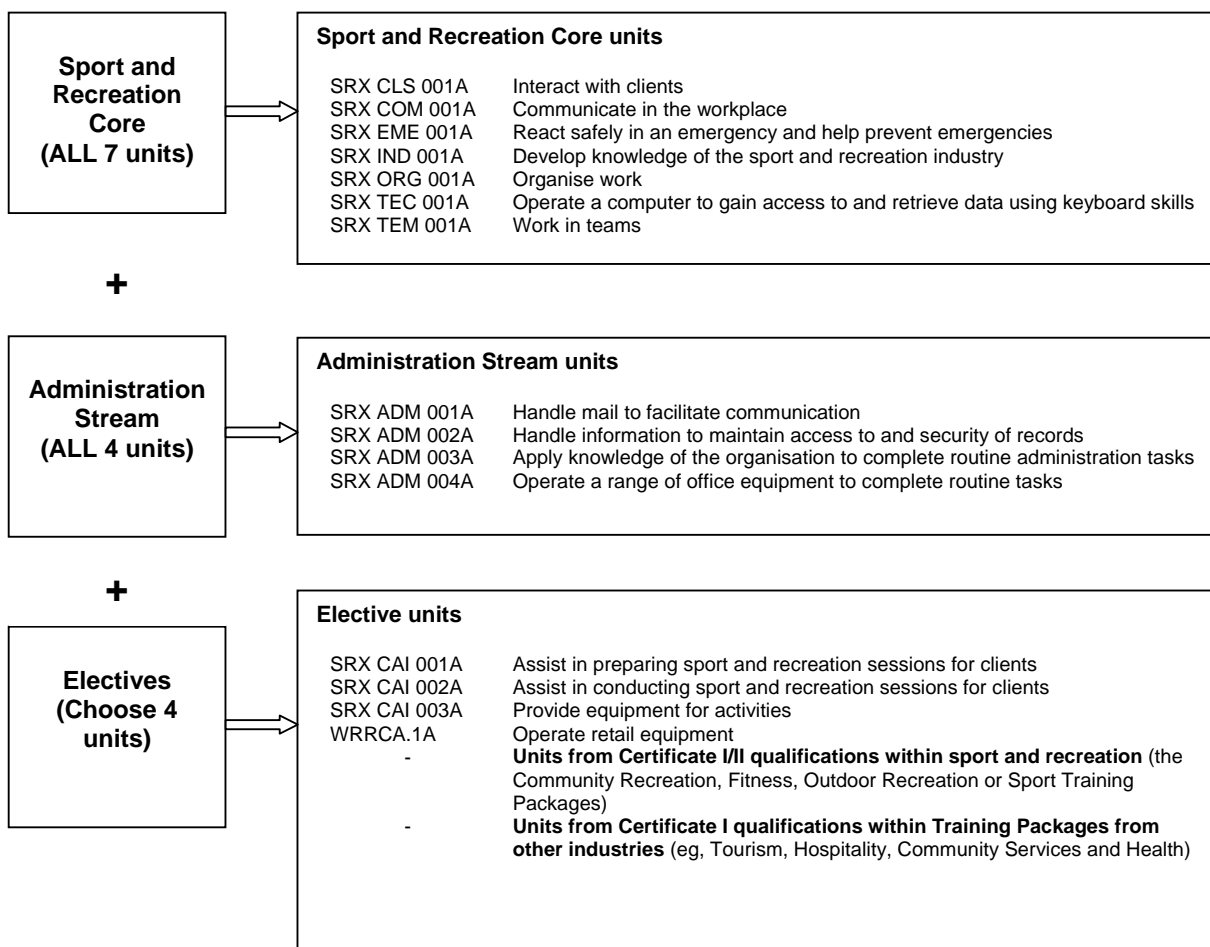 Sport and
Recreation
Core
(ALL 7 units)
Sport and Recreation Core units
SRX CLS 001A Interact with clients
SRX COM 001A Communicate in the workplace
SRX EME 001A React safely in an emergency and help prevent emergencies
SRX IND 001A Develop knowledge of the sport and recreation industry
SRX ORG 001A Organise work
SRX TEC 001A Operate a computer to gain access to and retrieve data using keyboard skills
SRX TEM 001A Work in teams
+
Administration
Stream
(ALL 4 units)
Administration Stream units
SRX ADM 001A Handle mail to facilitate communication
SRX ADM 002A Handle information to maintain access to and security of records
SRX ADM 003A Apply knowledge of the organisation to complete routine administration tasks
SRX ADM 004A Operate a range of office equipment to complete routine tasks
+
Electives
(Choose 4
units)
Elective units
SRX CAI 001A Assist in preparing sport and recreation sessions for clients
SRX CAI 002A Assist in conducting sport and recreation sessions for clients
SRX CAI 003A Provide equipment for activities
WRRCA.1A Operate retail equipment
- Units from Certificate I/II qualifications within sport and recreation (the
Community Recreation, Fitness, Outdoor Recreation or Sport Training
Packages)
- Units from Certificate I qualifications within Training Packages from
other industries (eg, Tourism, Hospitality, Community Services and Health)